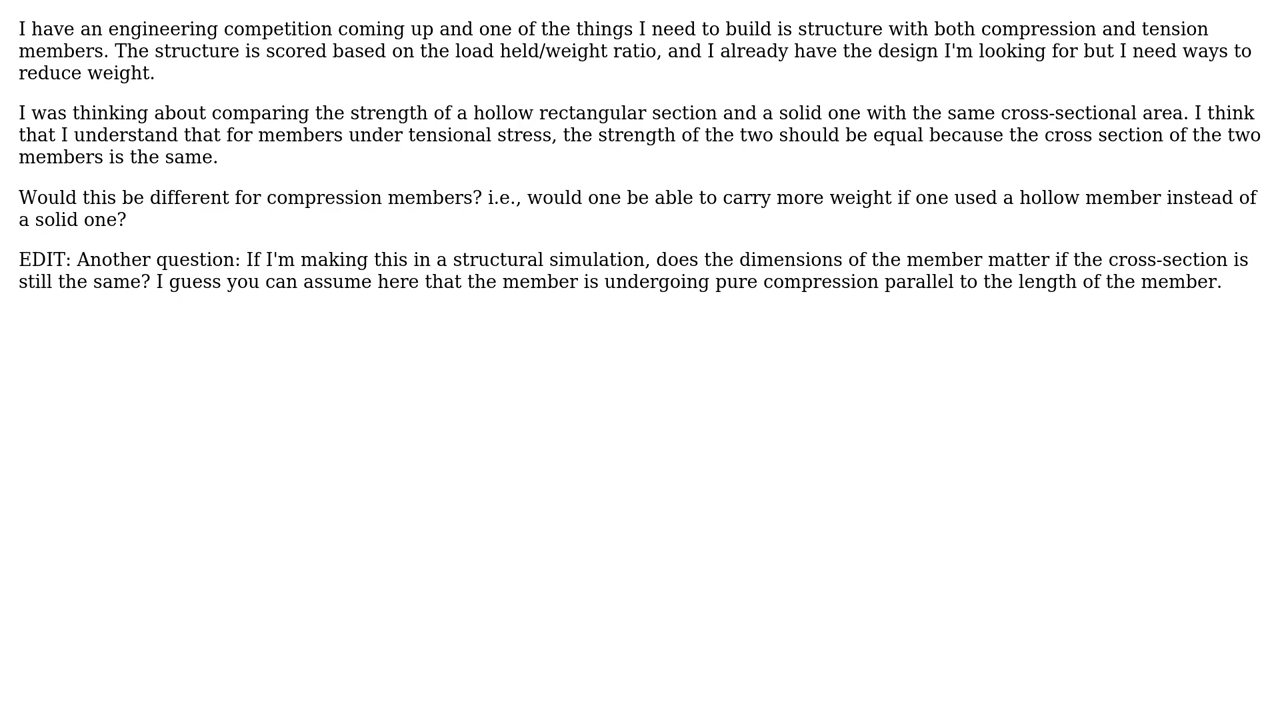 I have an engineering competition coming up and one of the things I need to build is structure with both compression and tension
members. The structure is scored based on the load held/weight ratio, and I already have the design I'm looking for but I need ways to
reduce weight.
I was thinking about comparing the strength of a hollow rectangular section and a solid one with the same cross-sectional area. I think
that I understand that for members under tensional stress, the strength of the two should be equal because the cross section of the two
members is the same.
Would this be different for compression members? i.e., would one be able to carry more weight if one used a hollow member instead of
a solid one?
EDIT: Another question: If I'm making this in a structural simulation, does the dimensions of the member matter if the cross-section is
still the same? I guess you can assume here that the member is undergoing pure compression parallel to the length of the member.